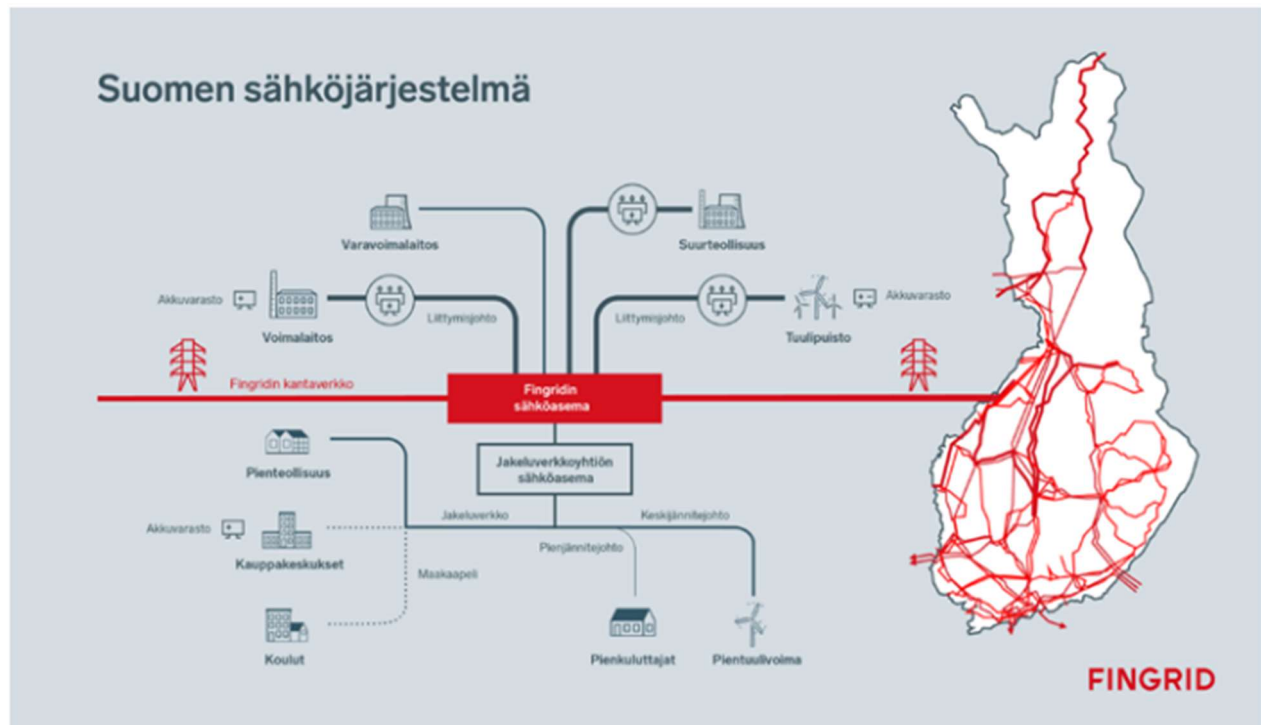 Suomen sähköjärjestelmä
Varavoimalaitos
Suurteollisuus
Akkuvarasto
Voimalaitos
Liittymisjohto
Liittymisjohto
Tuulipuisto
Akkuvarasto
Fingridin kantaverkko
Fingridin
sähköasema
Pienteollisuus
Jakeluverkkoyhtiön
sähköasema
Akkuvarasto
Kauppakeskukset
Jakeluverkko
Keskijännitejohto
Pienjännitejohto
Maakaapeli
Koulut
Pienkuluttajat
Pientuulivoima
FINGRID